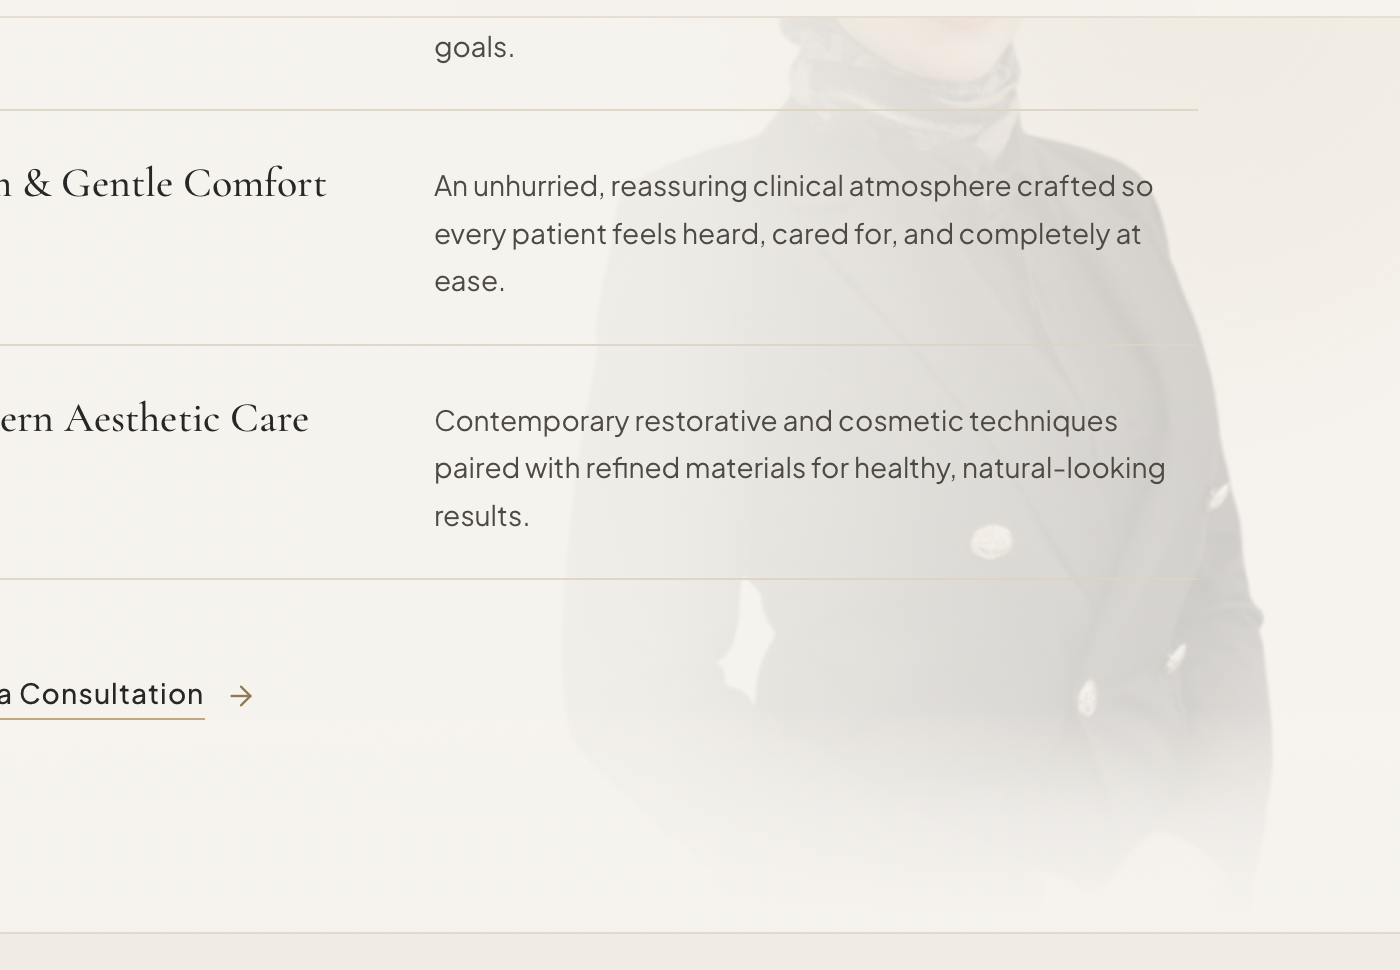 goals.
& Gentle Comfort
An unhurried, reassuring clinical atmosphere crafted so
every patient feels heard, cared for, and completely at
ease.
Aesthetic Care
Contemporary restorative and cosmetic techniques
paired with refined materials for healthy, natural-looking
results.
a Consultation